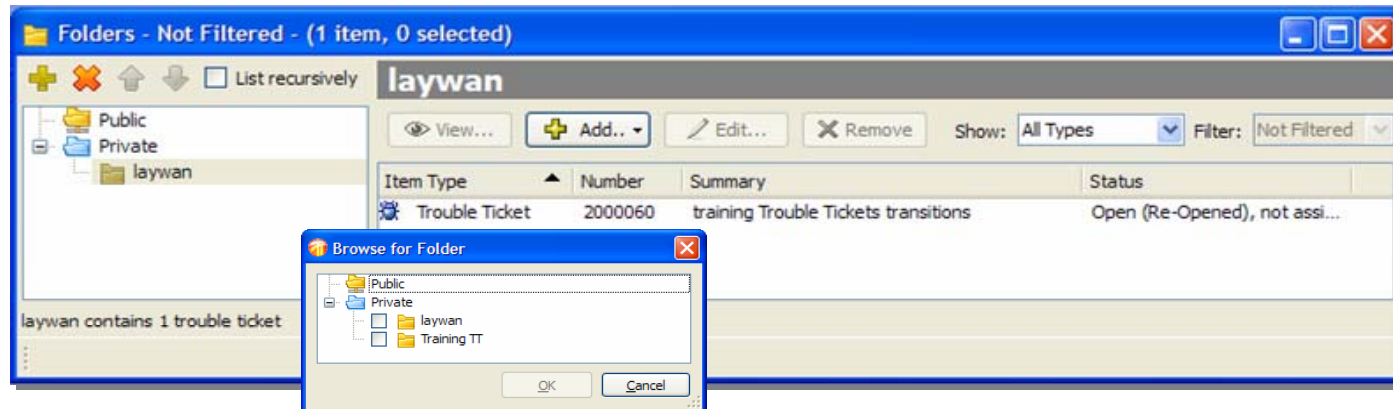 Folders - Not Filtered - (1 item, 0 selected)
List recursively
laywan
Public
Private
laywan
View...
Add..
Edit...
Remove
Show: All Types
Filter: Not Filtered
Item Type Number Summary Status
Trouble Ticket 2000060 training Trouble Tickets transitions Open (Re-Opened), not assi...
laywan contains 1 trouble ticket
Browse for Folder
Public
Private
laywan
Training TT
OK Cancel